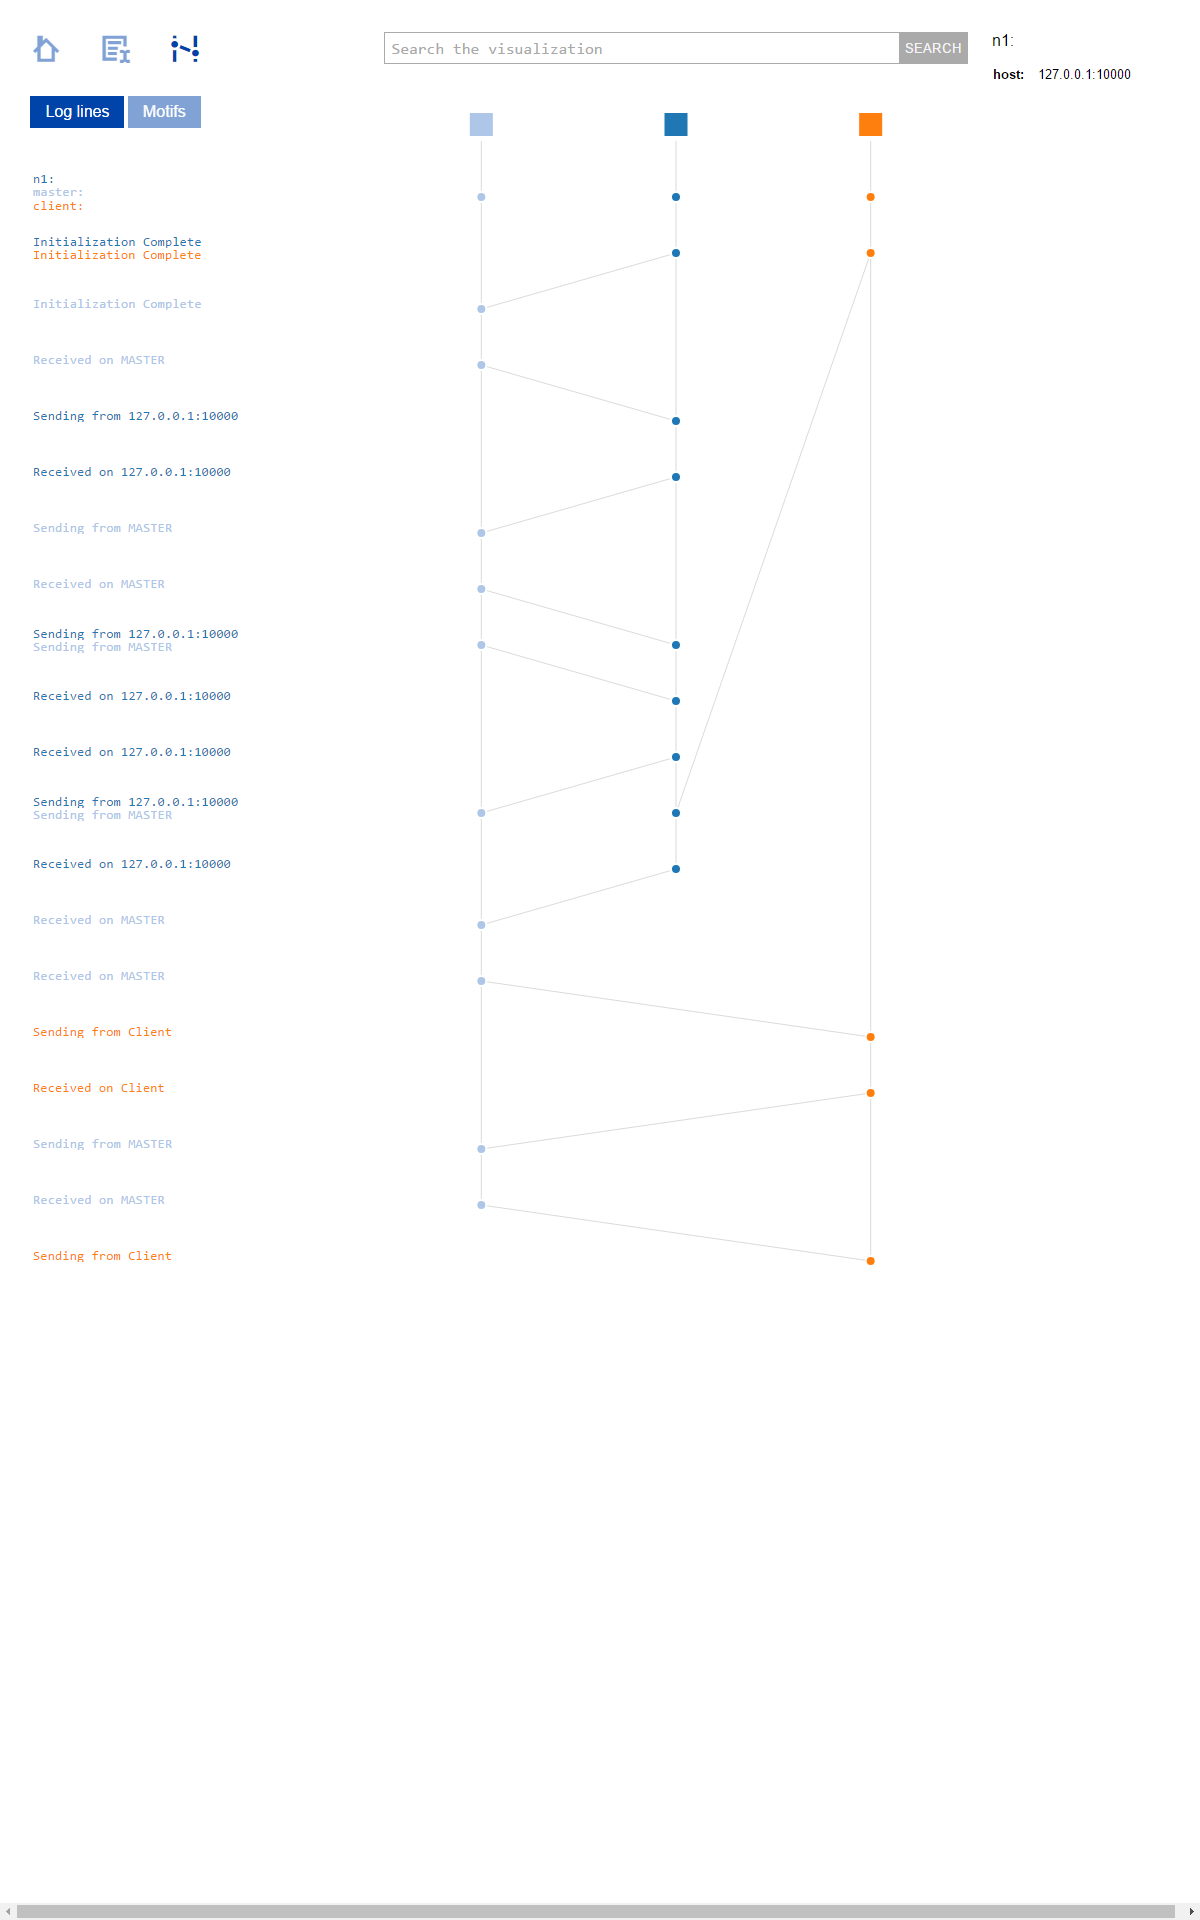 Search the visualization
SEARCH
n1:
host: 127.0.0.1:10000
Log lines
Motifs
n1:
master:
client:
Initialization Complete
Initialization Complete
Initialization Complete
Received on MASTER
Sending from 127.0.0.1:10000
Received on 127.0.0.1:10000
Sending from MASTER
Received on MASTER
Sending from 127.0.0.1:10000
Sending from MASTER
Received on 127.0.0.1:10000
Received on 127.0.0.1:10000
Sending from 127.0.0.1:10000
Sending from MASTER
Received on 127.0.0.1:10000
Received on MASTER
Received on MASTER
Sending from Client
Received on Client
Sending from MASTER
Received on MASTER
Sending from Client